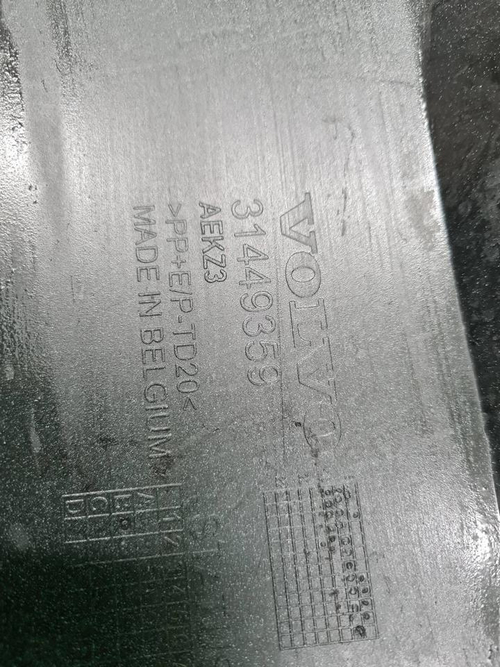 VOLVO
31449359
AEKZ3
>PP+E/P-TD20<
MADE IN BELGIUM
A
B
C
D